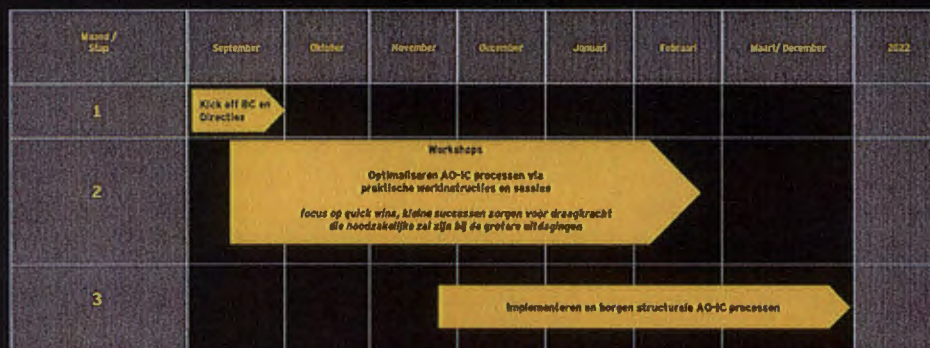 Maand /
Stap
September
Oktober
November
December
Januari
Februari
Maart/ December
2022
1
Kick off BC en
Directies
2
Workshops
Optimaliseren AO-IC processen via
praktische werkinstructies en sessies
focus op quick wins, kleine successen zorgen voor draagkracht
die noodzakelijke zal zijn bij de grotere uitdagingen
3
Implementeren en borgen structurele AO-IC processen